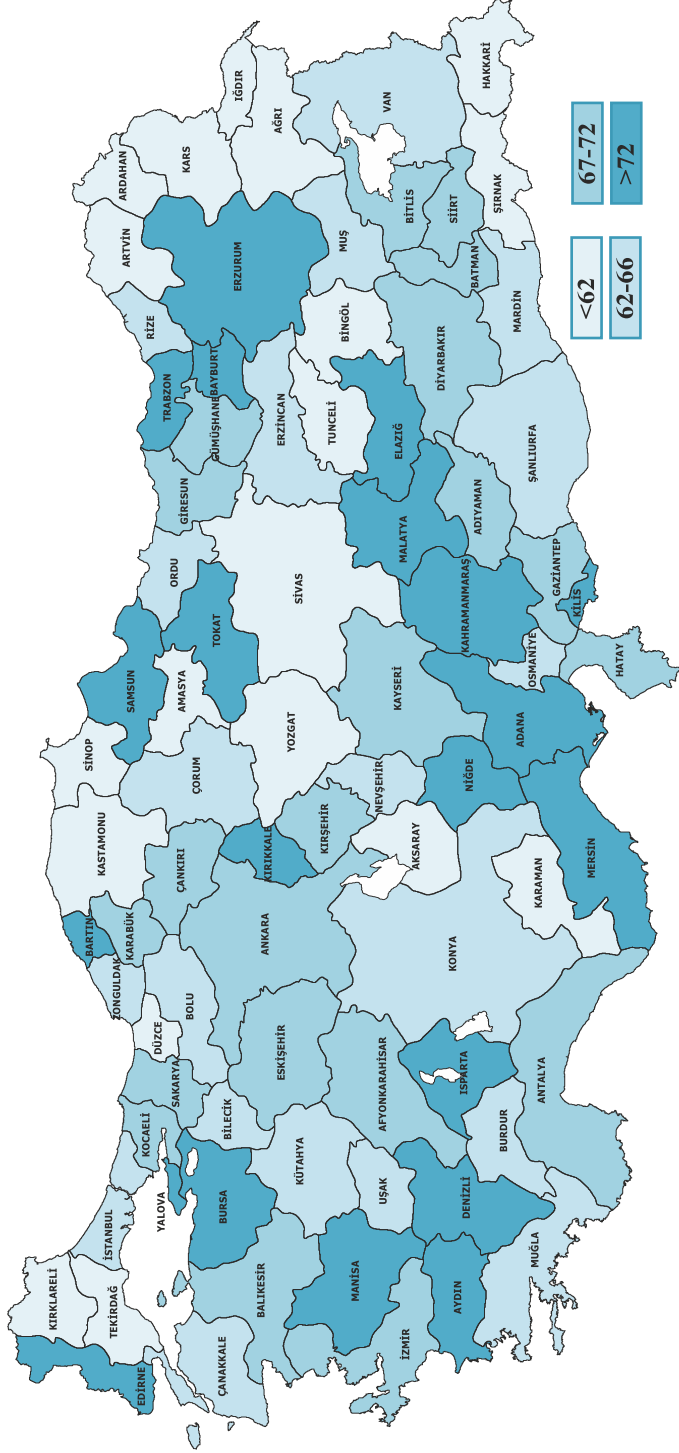 KIRKLARELİ
EDİRNE
TEKİRDAĞ
İSTANBUL
YALOVA
KOCAELİ
SAKARYA
DÜZCE
ZONGULDAK
BARTIN
KARABÜK
KASTAMONU
SİNOP
SAMSUN
ORDU
GİRESUN
TRABZON
RİZE
ARTVİN
ARDAHAN
KARS
IĞDIR
AĞRI
ERZURUM
BAYBURT
GÜMÜŞHANE
ERZİNCAN
TOKAT
AMASYA
ÇORUM
ÇANKIRI
BOLU
BİLECİK
BURSA
ÇANAKKALE
BALIKESİR
KÜTAHYA
ESKİŞEHİR
ANKARA
KIRIKKALE
KIRŞEHİR
YOZGAT
SİVAS
TUNCELİ
BİNGÖL
MUŞ
VAN
BİTLİS
SİİRT
BATMAN
DİYARBAKIR
ELAZIĞ
MALATYA
KAYSERİ
NEVŞEHİR
AKSARAY
NİĞDE
KONYA
AFYONKARAHİSAR
UŞAK
MANİSA
İZMİR
AYDIN
DENİZLİ
ISPARTA
BURDUR
MUĞLA
ANTALYA
KARAMAN
MERSİN
ADANA
OSMANİYE
KAHRAMANMARAŞ
ADIYAMAN
GAZİANTEP
KİLİS
HATAY
ŞANLIURFA
MARDİN
ŞIRNAK
HAKKARİ
<62
67-72
62-66
>72